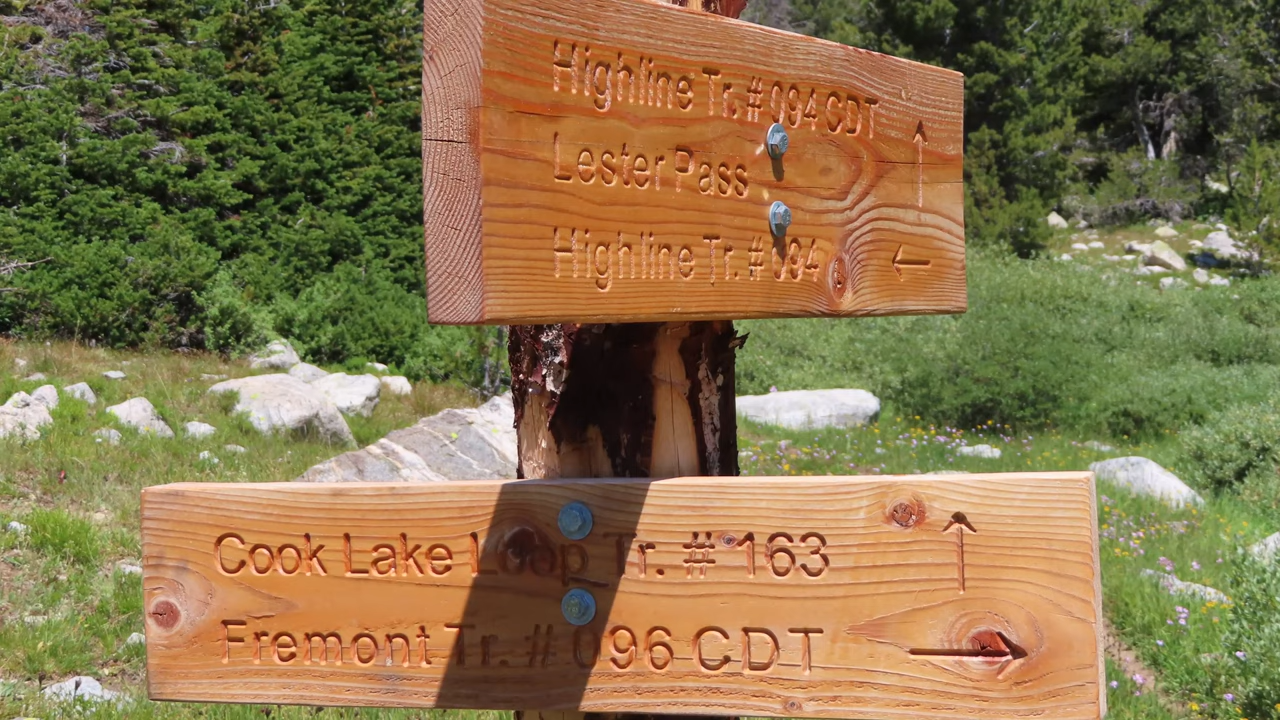 Highline Tr. # 094 CDT
Lester Pass
Highline Tr. # 094
Cook Lake Loop Tr. # 163
Fremont Tr. # 096 CDT